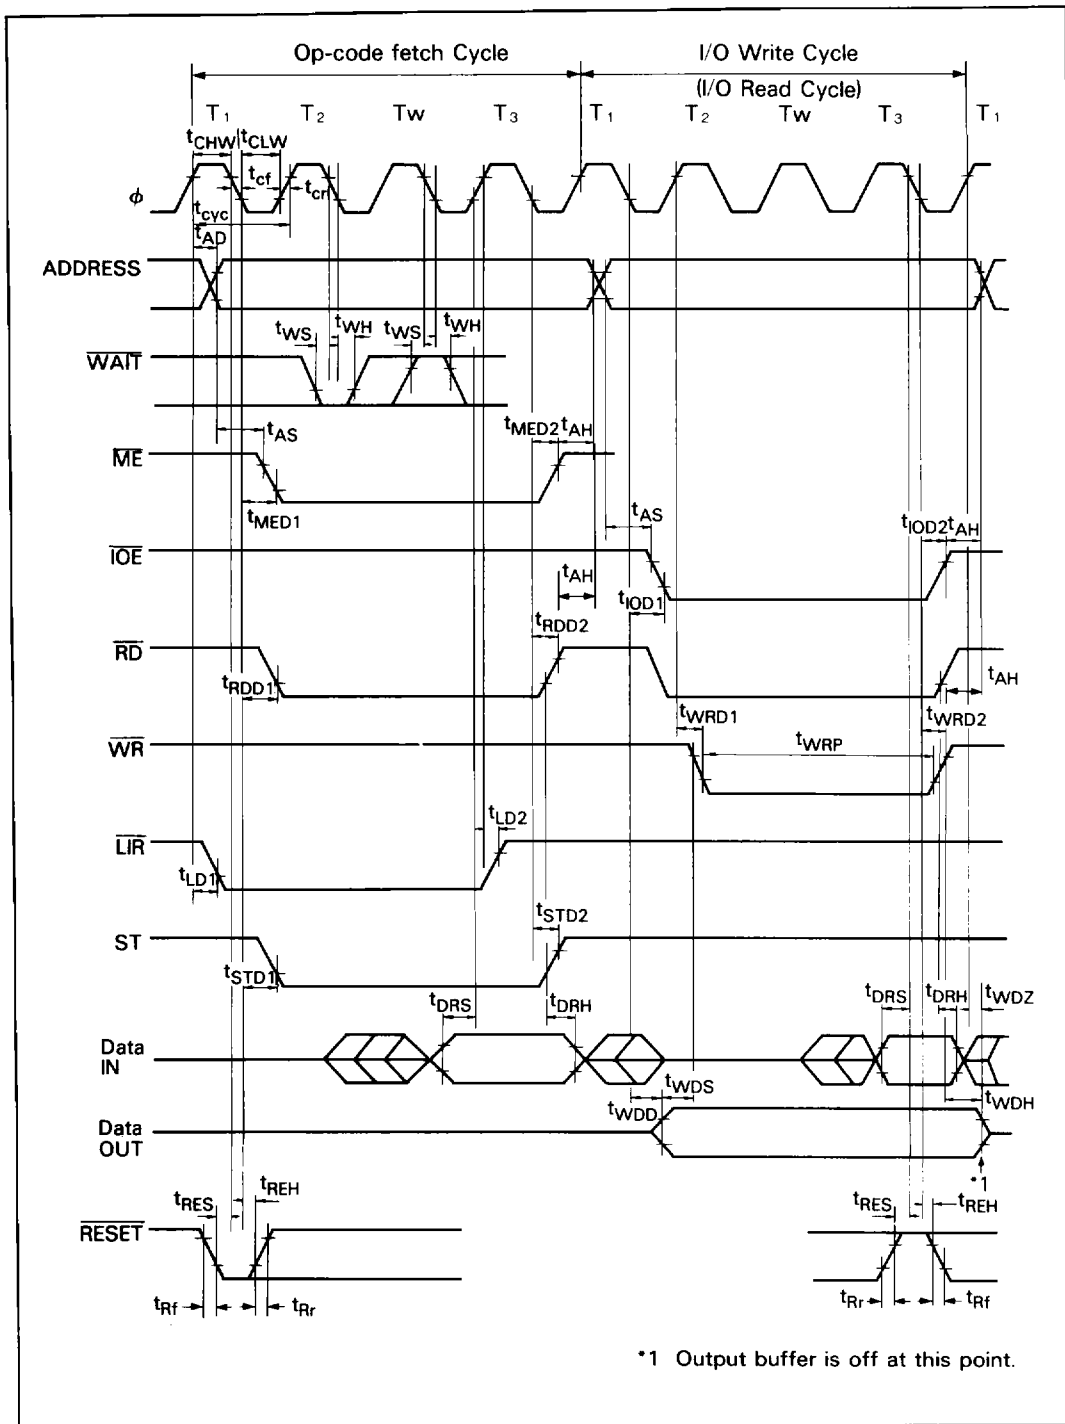 Op-code fetch Cycle I/O Write Cycle
(I/O Read Cycle)
T1 T2 TW T3 T1 T2 TW T3 T1
tCHW tCLW
tcf tcr
φ
tcyc
tAD
ADDRESS
tWS tWH tWS tWH
WAIT
tMED2 tAH
tAS
ME
tMED1
tAS tIOD2 tAH
IOE
tAH
tIOD1
tRDD2
RD
tRDD1 tAH
tWRD1 tWRD2
WR tWRP
tLD2
LIR
tLD1
tSTD2
ST
tSTD1
tDRS tDRH tDRS tDRH tWDZ
Data
IN
tWDS
tWDD tWDH
Data
OUT
*1
tRES tREH tRES tREH
RESET
tRf tRr tRr tRf
*1 Output buffer is off at this point.